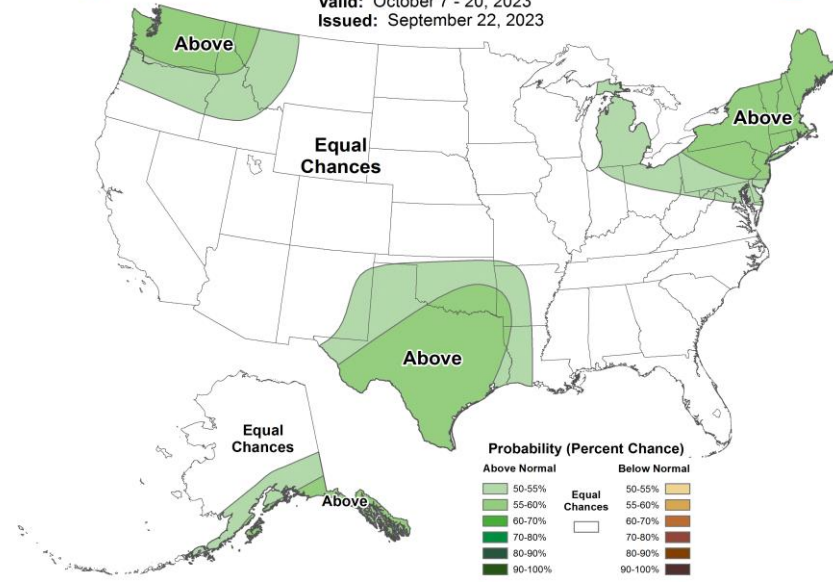 Valid: October 7 - 20, 2023
Issued: September 22, 2023
Above
Above
Equal
Chances
Above
Equal
Chances
Above
Probability (Percent Chance)
Above Normal
Below Normal
50-55%
55-60%
60-70%
70-80%
80-90%
90-100%
Equal
Chances
50-55%
55-60%
60-70%
70-80%
80-90%
90-100%